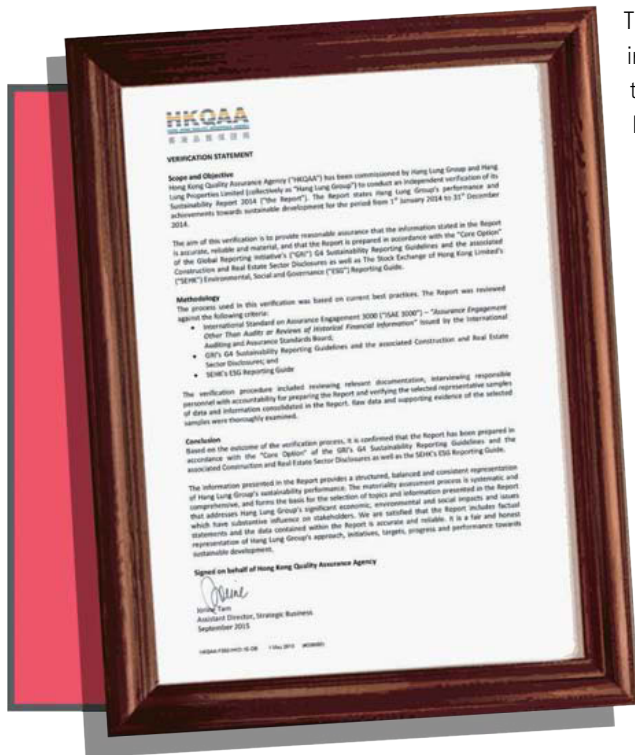 T
in
t
HKQAA
VERIFICATION STATEMENT
Scope and Objective
Hong Kong Quality Assurance Agency ("HKQAA") has been commissioned by Hang Lung Group and Hang
Lung Properties Limited (collectively as "Hang Lung Group") to conduct an independent verification of its
Sustainability Report 2014 ("the Report"). The Report states Hang Lung Group's performance and
achievements towards sustainable development for the period from 1st January 2014 to 31st December
2014.
The aim of this verification is to provide reasonable assurance that the information stated in the Report
is accurate, reliable and material, and that the Report is prepared in accordance with the "Core Option"
of the Global Reporting Initiative's ("GRI") G4 Sustainability Reporting Guidelines and the associated
Construction and Real Estate Sector Disclosures as well as The Stock Exchange of Hong Kong Limited's
("SEHK") Environmental, Social and Governance ("ESG") Reporting Guide.
Methodology
The process used in this verification was based on current best practices. The Report was reviewed
against the following criteria:
• International Standard on Assurance Engagement 3000 ("ISAE 3000") – "Assurance Engagement
Other Than Audits or Reviews of Historical Financial Information" issued by the International
Auditing and Assurance Standards Board;
• GRI's G4 Sustainability Reporting Guidelines and the associated Construction and Real Estate
Sector Disclosures; and
• SEHK's ESG Reporting Guide
The verification procedure included reviewing relevant documentation, interviewing responsible
personnel with accountability for preparing the Report and verifying the selected representative samples
of data and information consolidated in the Report. Raw data and supporting evidence of the selected
samples were thoroughly examined.
Conclusion
Based on the outcome of the verification process, it is confirmed that the Report has been prepared in
accordance with the "Core Option" of the GRI's G4 Sustainability Reporting Guidelines and the
associated Construction and Real Estate Sector Disclosures as well as the SEHK's ESG Reporting Guide.
The information presented in the Report provides a structured, balanced and consistent representation
of Hang Lung Group's sustainability performance. The materiality assessment process is systematic and
comprehensive, and forms the basis for the selection of topics and information presented in the Report
that addresses Hang Lung Group's significant economic, environmental and social impacts and issues
which have substantive influence on stakeholders. We are satisfied that the Report includes factual
statements and the data contained within the Report is accurate and reliable. It is a fair and honest
representation of Hang Lung Group's approach, initiatives, targets, progress and performance towards
sustainable development.
Signed on behalf of Hong Kong Quality Assurance Agency
Jorine Tam
Assistant Director, Strategic Business
September 2015